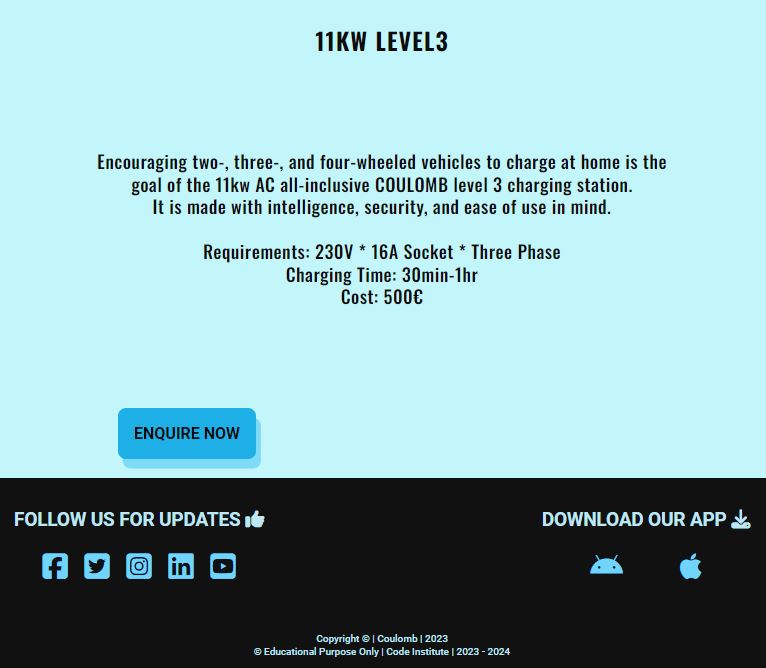 11KW LEVEL3
Encouraging two-, three-, and four-wheeled vehicles to charge at home is the
goal of the 11kw AC all-inclusive COULOMB level 3 charging station.
It is made with intelligence, security, and ease of use in mind.
Requirements: 230V * 16A Socket * Three Phase
Charging Time: 30min-1hr
Cost: 500€
ENQUIRE NOW
FOLLOW US FOR UPDATES
DOWNLOAD OUR APP
Copyright © | Coulomb | 2023
© Educational Purpose Only | Code Institute | 2023 - 2024